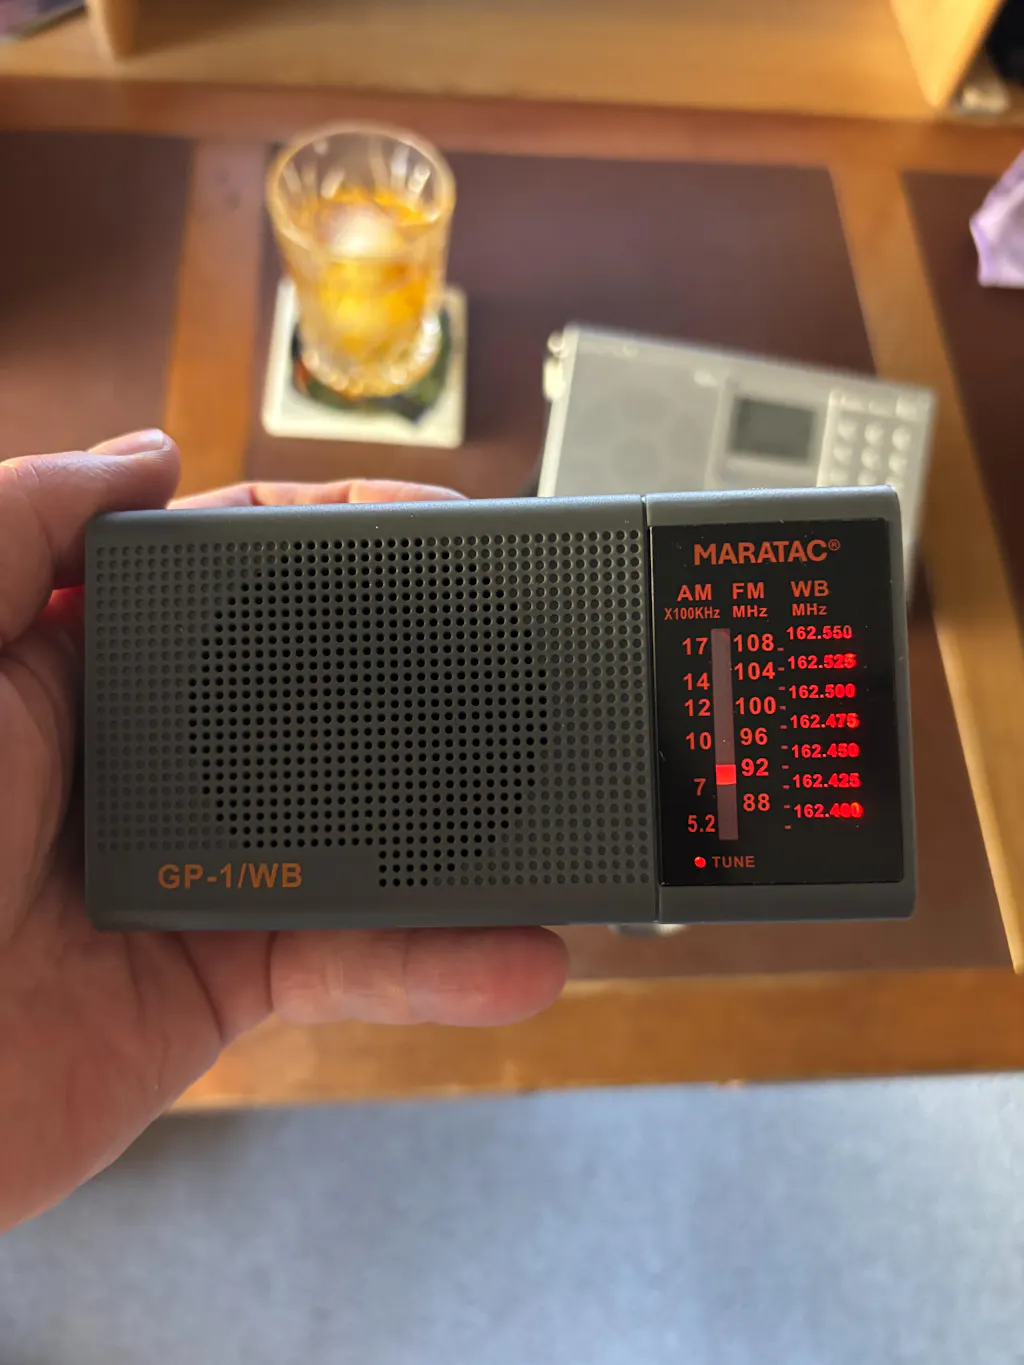 MARATAC®
AM FM WB
X100KHz MHz MHz
17 108 162.550
14 104 162.525
12 100 162.500
10 96 162.475
7 92 162.450
5.2 88 162.425
162.400
TUNE
GP-1/WB